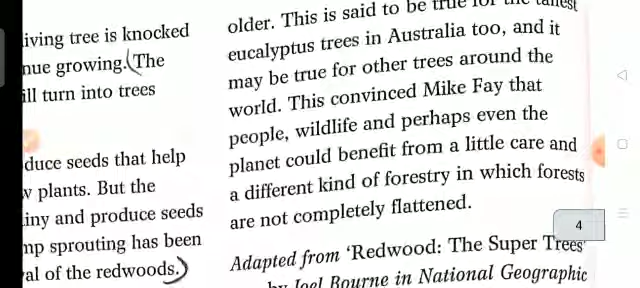 iving tree is knocked
nue growing. (The
ill turn into trees
duce seeds that help
w plants. But the
iny and produce seeds
mp sprouting has been
al of the redwoods.)
older. This is said to be true for the tallest
eucalyptus trees in Australia too, and it
may be true for other trees around the
world. This convinced Mike Fay that
people, wildlife and perhaps even the
planet could benefit from a little care and
a different kind of forestry in which forests
are not completely flattened.
4
Adapted from 'Redwood: The Super Trees'
by Joel Bourne in National Geographic